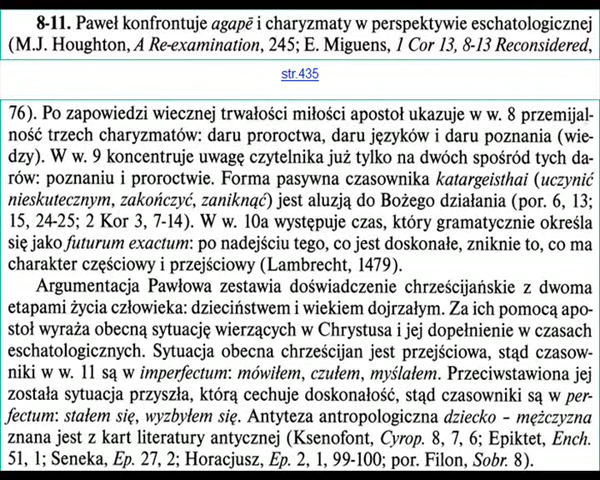 8-11. Paweł konfrontuje agapē i charyzmaty w perspektywie eschatologicznej
(M.J. Houghton, A Re-examination, 245; E. Miguens, 1 Cor 13, 8-13 Reconsidered,
str.435
76). Po zapowiedzi wiecznej trwałości miłości apostoł ukazuje w w. 8 przemijal-
ność trzech charyzmatów: daru proroctwa, daru języków i daru poznania (wie-
dzy). W w. 9 koncentruje uwagę czytelnika już tylko na dwóch spośród tych da-
rów: poznaniu i proroctwie. Forma pasywna czasownika katargeisthai (uczynić
nieskutecznym, zakończyć, zaniknąć) jest aluzją do Bożego działania (por. 6, 13;
15, 24-25; 2 Kor 3, 7-14). W w. 10a występuje czas, który gramatycznie określa
się jako futurum exactum: po nadejściu tego, co jest doskonałe, zniknie to, co ma
charakter częściowy i przejściowy (Lambrecht, 1479).
Argumentacja Pawłowa zestawia doświadczenie chrześcijańskie z dwoma
etapami życia człowieka: dzieciństwem i wiekiem dojrzałym. Za ich pomocą apo-
stoł wyraża obecną sytuację wierzących w Chrystusa i jej dopełnienie w czasach
eschatologicznych. Sytuacja obecna chrześcijan jest przejściowa, stąd czasow-
niki w w. 11 są w imperfectum: mówiłem, czułem, myślałem. Przeciwstawiona jej
została sytuacja przyszła, którą cechuje doskonałość, stąd czasowniki są w per-
fectum: stałem się, wyzbyłem się. Antyteza antropologiczna dziecko – mężczyzna
znana jest z kart literatury antycznej (Ksenofont, Cyrop. 8, 7, 6; Epiktet, Ench.
51, 1; Seneka, Ep. 27, 2; Horacjusz, Ep. 2, 1, 99-100; por. Filon, Sobr. 8).